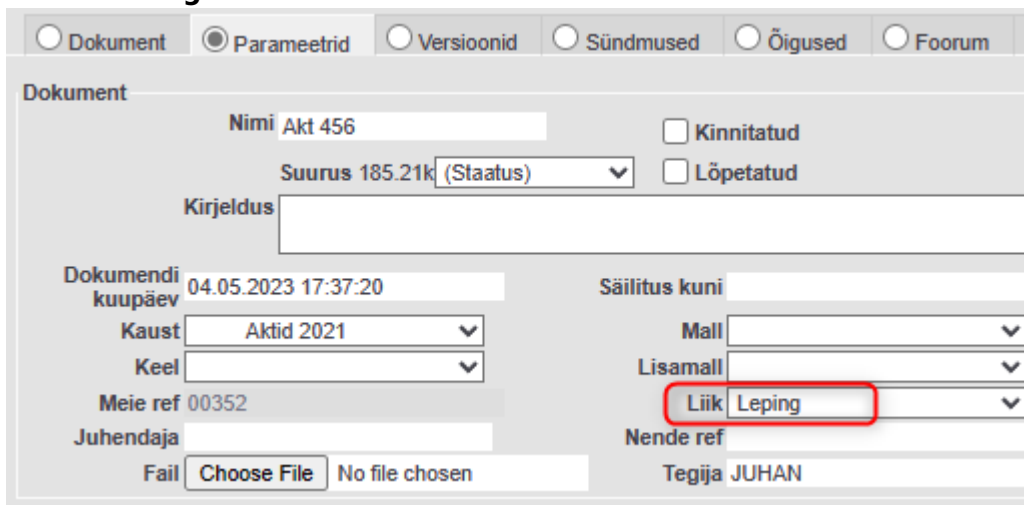 Dokument Parameetrid Versioonid Sündmused Õigused Foorum
Dokument
Nimi Akt 456 Kinnitatud
Suurus 185.21k (Staatus) Lõpetatud
Kirjeldus
Dokumendi kuupäev 04.05.2023 17:37:20 Säilitus kuni
Kaust Aktid 2021 Mall
Keel Lisamall
Meie ref 00352 Liik Leping
Juhendaja Nende ref
Fail Choose File No file chosen Tegija JUHAN